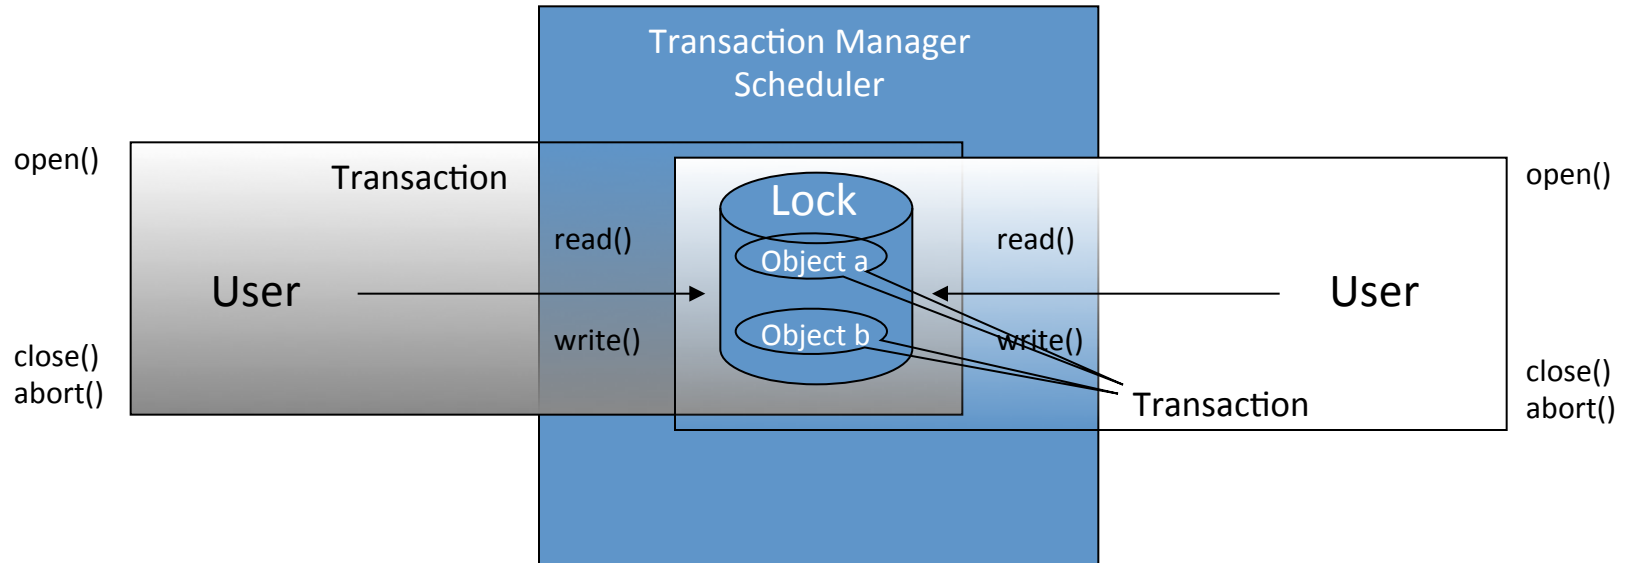 Transaction Manager
Scheduler
open()
Transaction
open()
Lock
read()
read()
Object a
User
User
write()
Object b
write()
close()
abort()
close()
abort()
Transaction